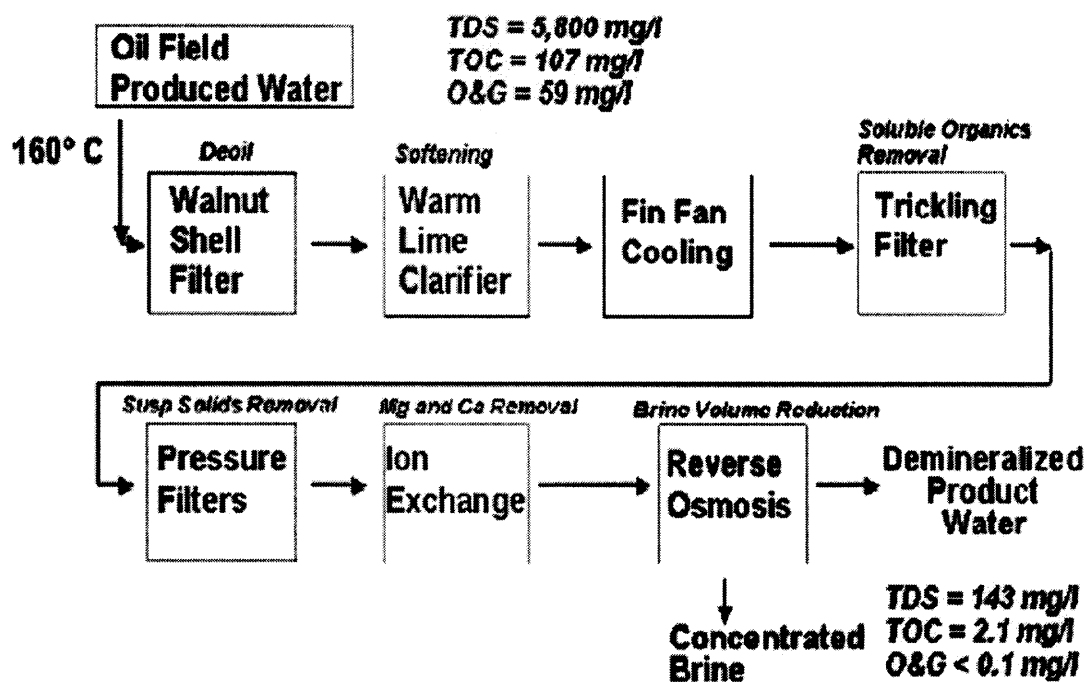 Oil Field
Produced Water
TDS = 5,800 mg/l
TOC = 107 mg/l
O&G = 59 mg/l
160° C
Deoil
Walnut
Shell
Filter
Softening
Warm
Lime
Clarifier
Fin Fan
Cooling
Soluble Organics
Removal
Trickling
Filter
Susp Solids Removal
Pressure
Filters
Mg and Ca Removal
Ion
Exchange
Brine Volume Reduction
Reverse
Osmosis
Demineralized
Product
Water
Concentrated
Brine
TDS = 143 mg/l
TOC = 2.1 mg/l
O&G < 0.1 mg/l